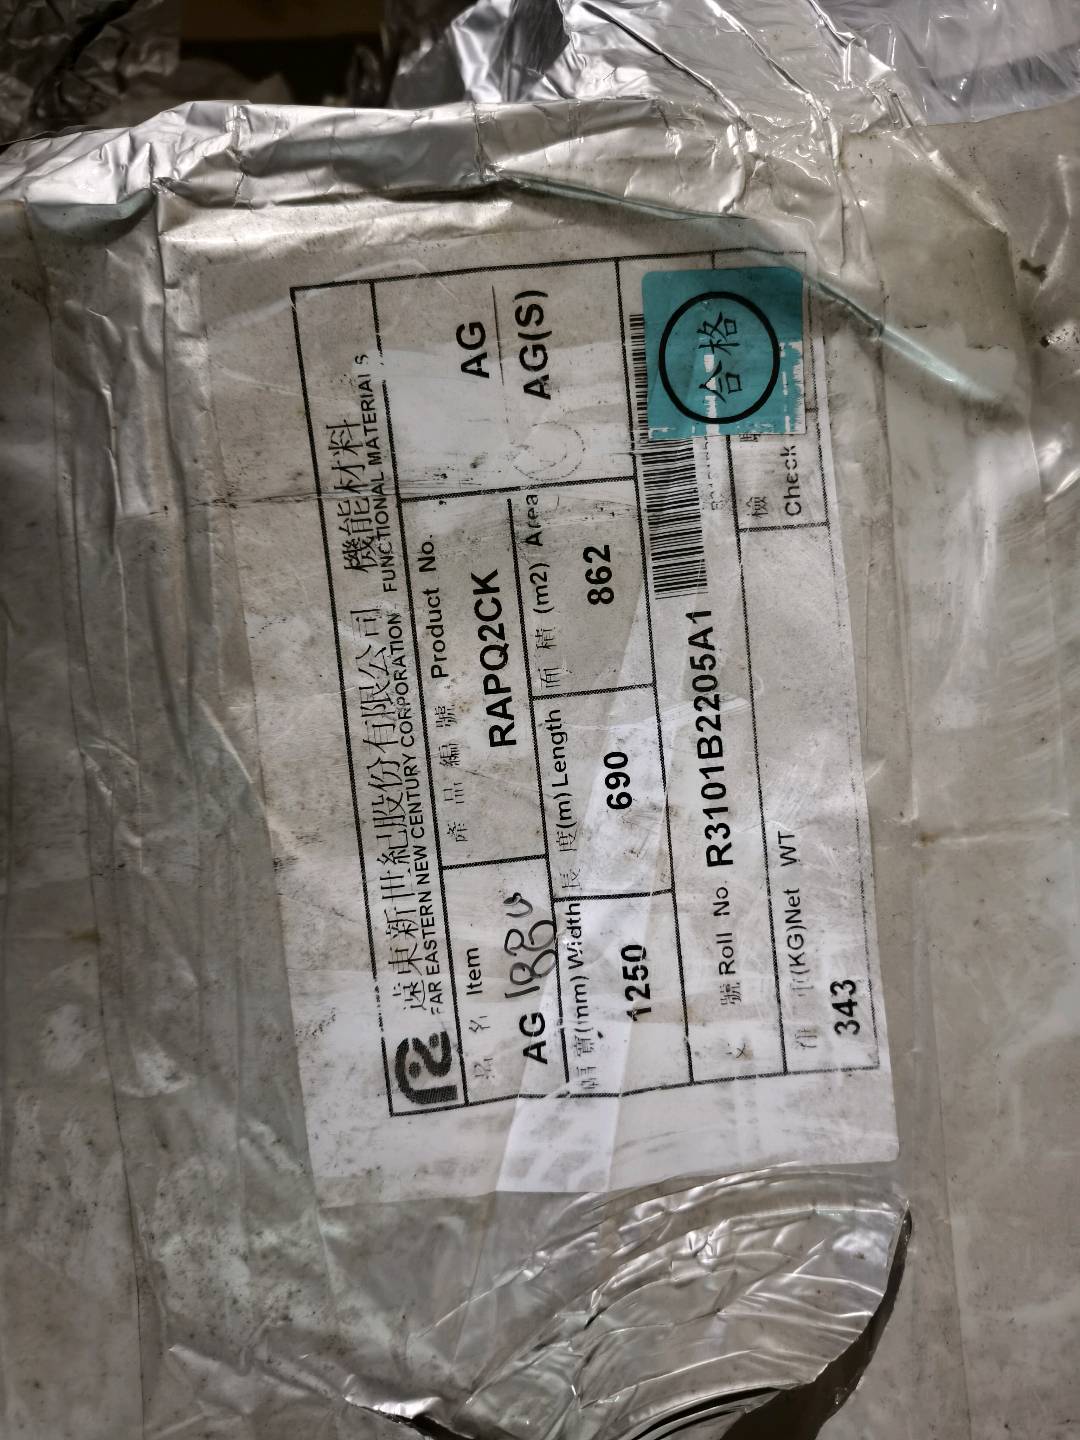 遠東新世紀股份有限公司 機能材料
FAR EASTERN NEW CENTURY CORPORATION FUNCTIONAL MATERIALS
品名 Item
AG
產品編號 Product No.
RAPQ2CK
AG
AG(S)
幅寬(mm) Width
1250
長度(m) Length
690
面積(m2) Area
862
號 Roll No. R3101B2205A1
合格
(KG)Net WT
343
檢
Check